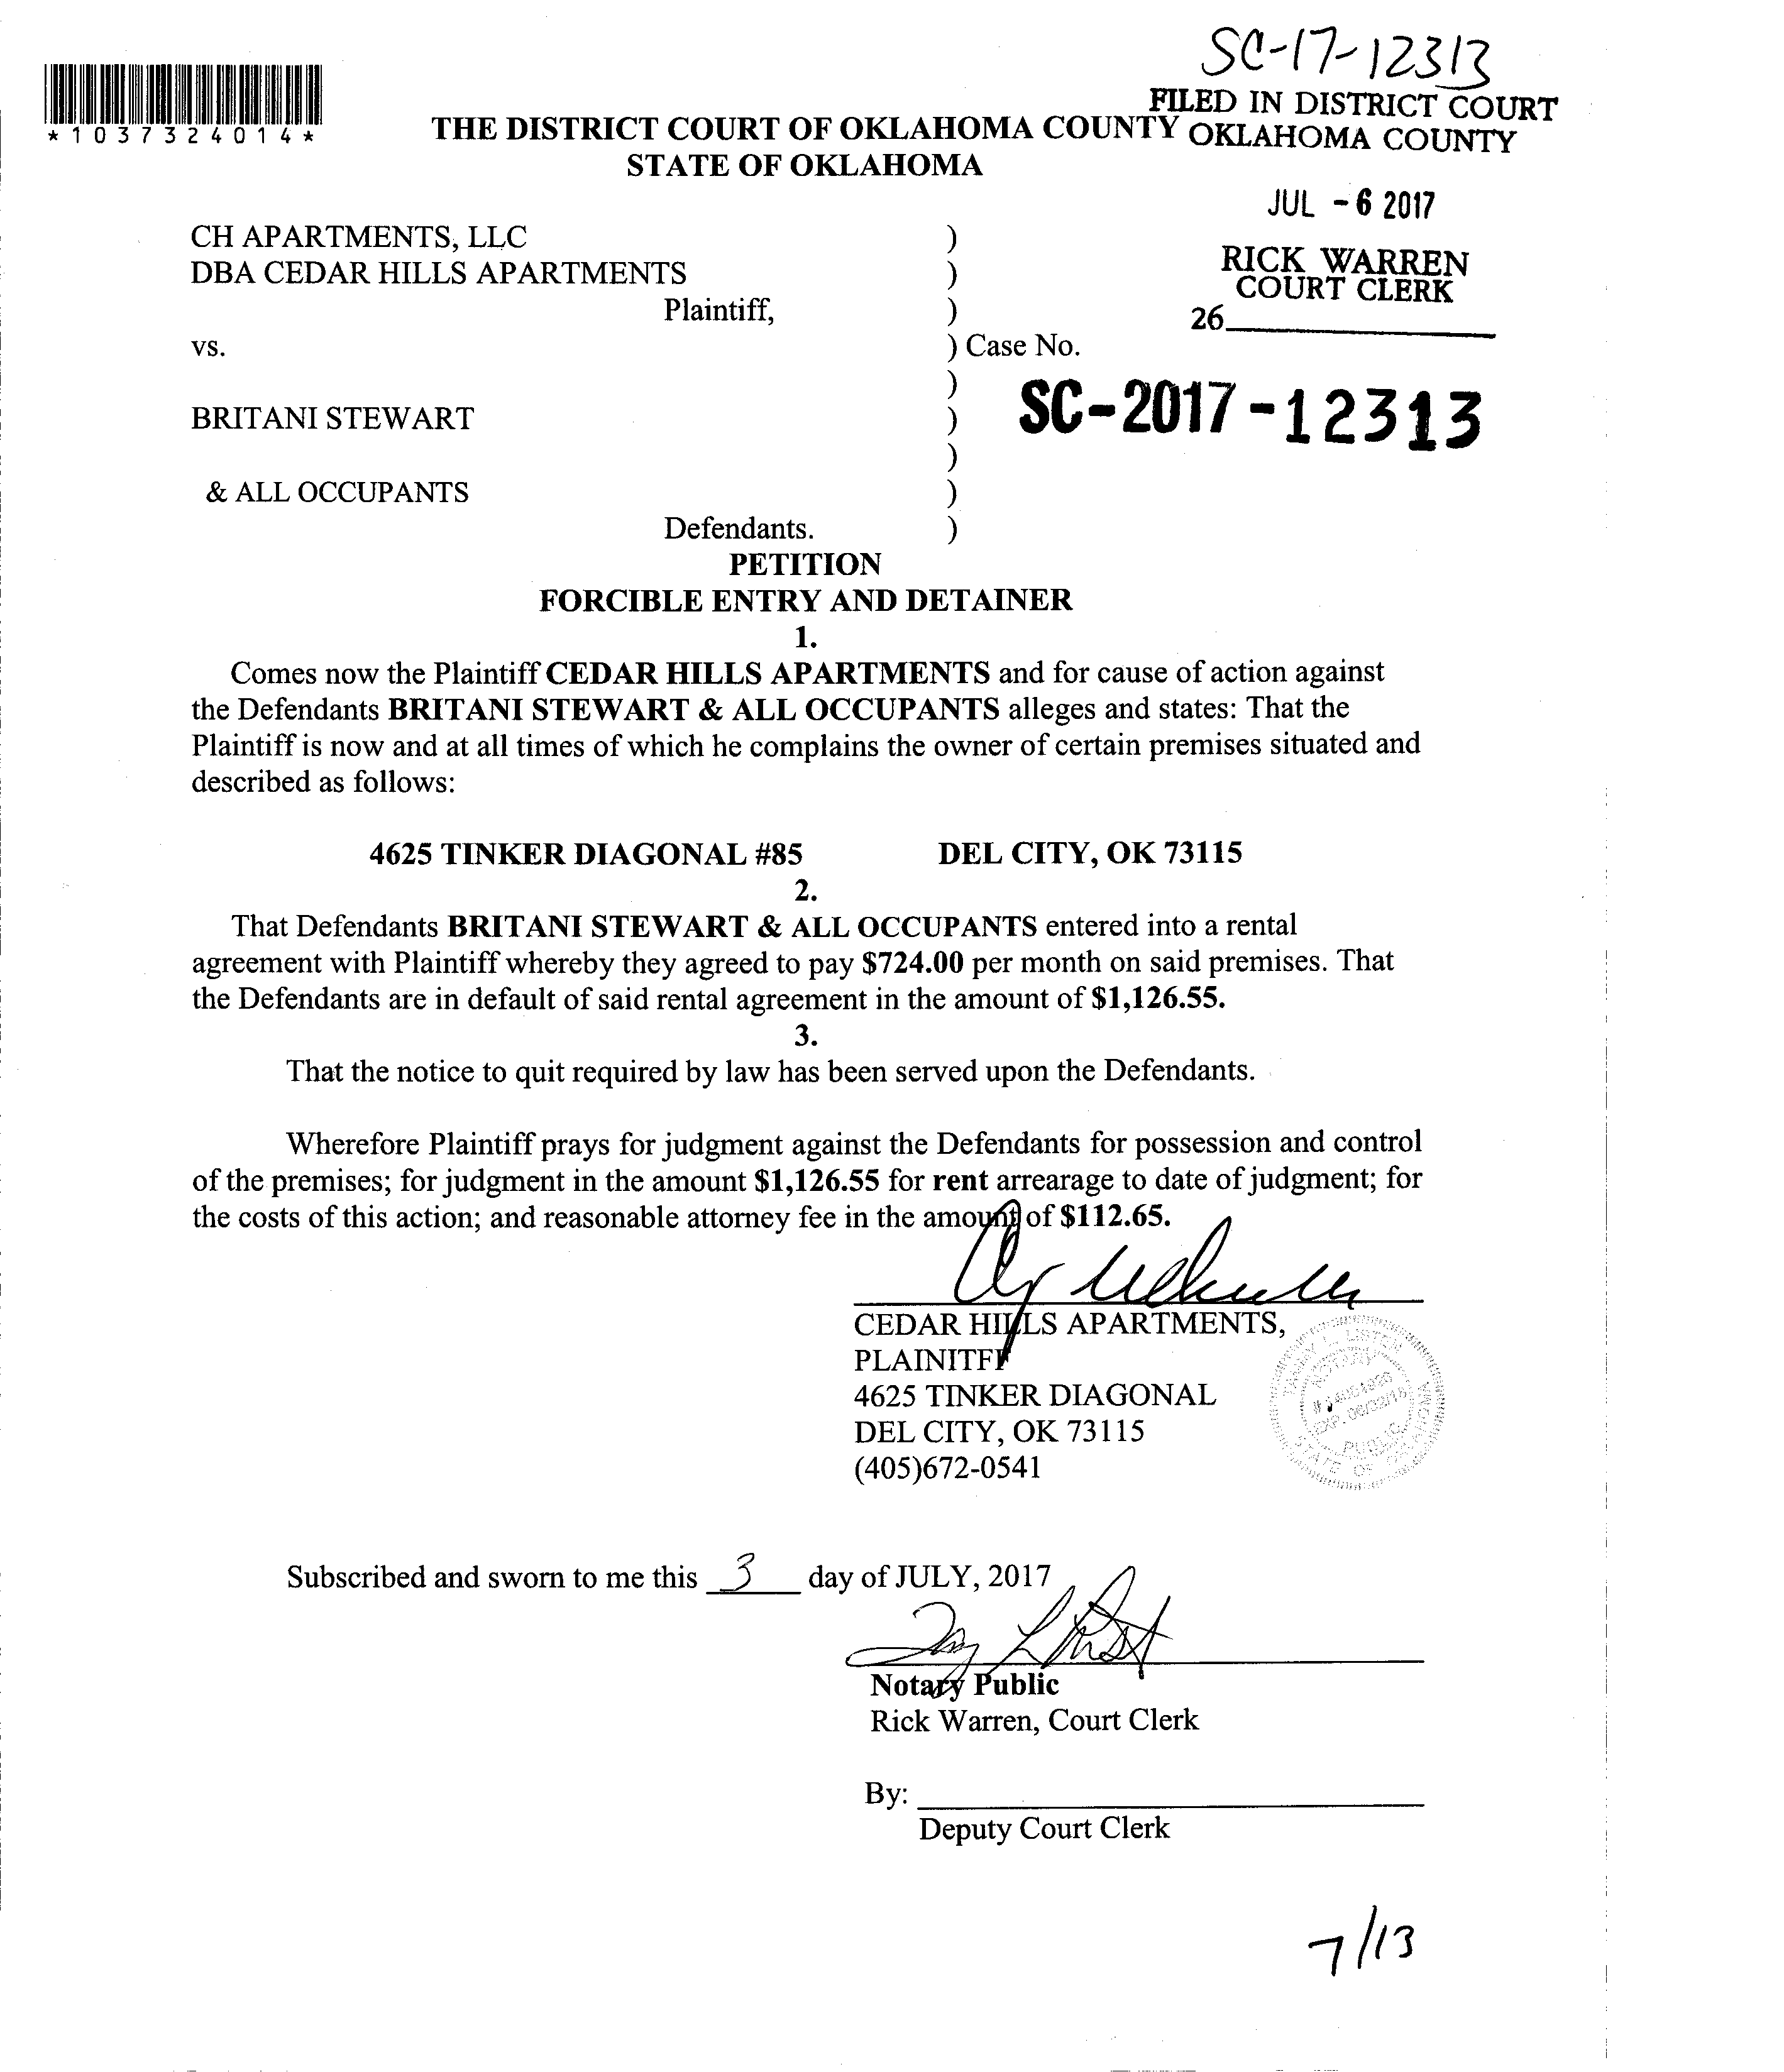 SC-17-12313
FILED IN DISTRICT COURT
OKLAHOMA COUNTY
*1037324014*
THE DISTRICT COURT OF OKLAHOMA COUNTY
STATE OF OKLAHOMA
JUL -6 2017
RICK WARREN
COURT CLERK
26
CH APARTMENTS, LLC )
DBA CEDAR HILLS APARTMENTS )
Plaintiff, )
vs. ) Case No.
)
SC-2017-12313
BRITANI STEWART )
)
& ALL OCCUPANTS )
Defendants. )
PETITION
FORCIBLE ENTRY AND DETAINER
1.
Comes now the Plaintiff CEDAR HILLS APARTMENTS and for cause of action against
the Defendants BRITANI STEWART & ALL OCCUPANTS alleges and states: That the
Plaintiff is now and at all times of which he complains the owner of certain premises situated and
described as follows:
4625 TINKER DIAGONAL #85 DEL CITY, OK 73115
2.
That Defendants BRITANI STEWART & ALL OCCUPANTS entered into a rental
agreement with Plaintiff whereby they agreed to pay $724.00 per month on said premises. That
the Defendants are in default of said rental agreement in the amount of $1,126.55.
3.
That the notice to quit required by law has been served upon the Defendants.
Wherefore Plaintiff prays for judgment against the Defendants for possession and control
of the premises; for judgment in the amount $1,126.55 for rent arrearage to date of judgment; for
the costs of this action; and reasonable attorney fee in the amount of $112.65.
CEDAR HILLS APARTMENTS,
PLAINITFF
4625 TINKER DIAGONAL
DEL CITY, OK 73115
(405)672-0541
NOTARY
PUBLIC
STATE OF OKLAHOMA
Subscribed and sworn to me this 3 day of JULY, 2017
Notary Public
Rick Warren, Court Clerk
By:
Deputy Court Clerk
7/13